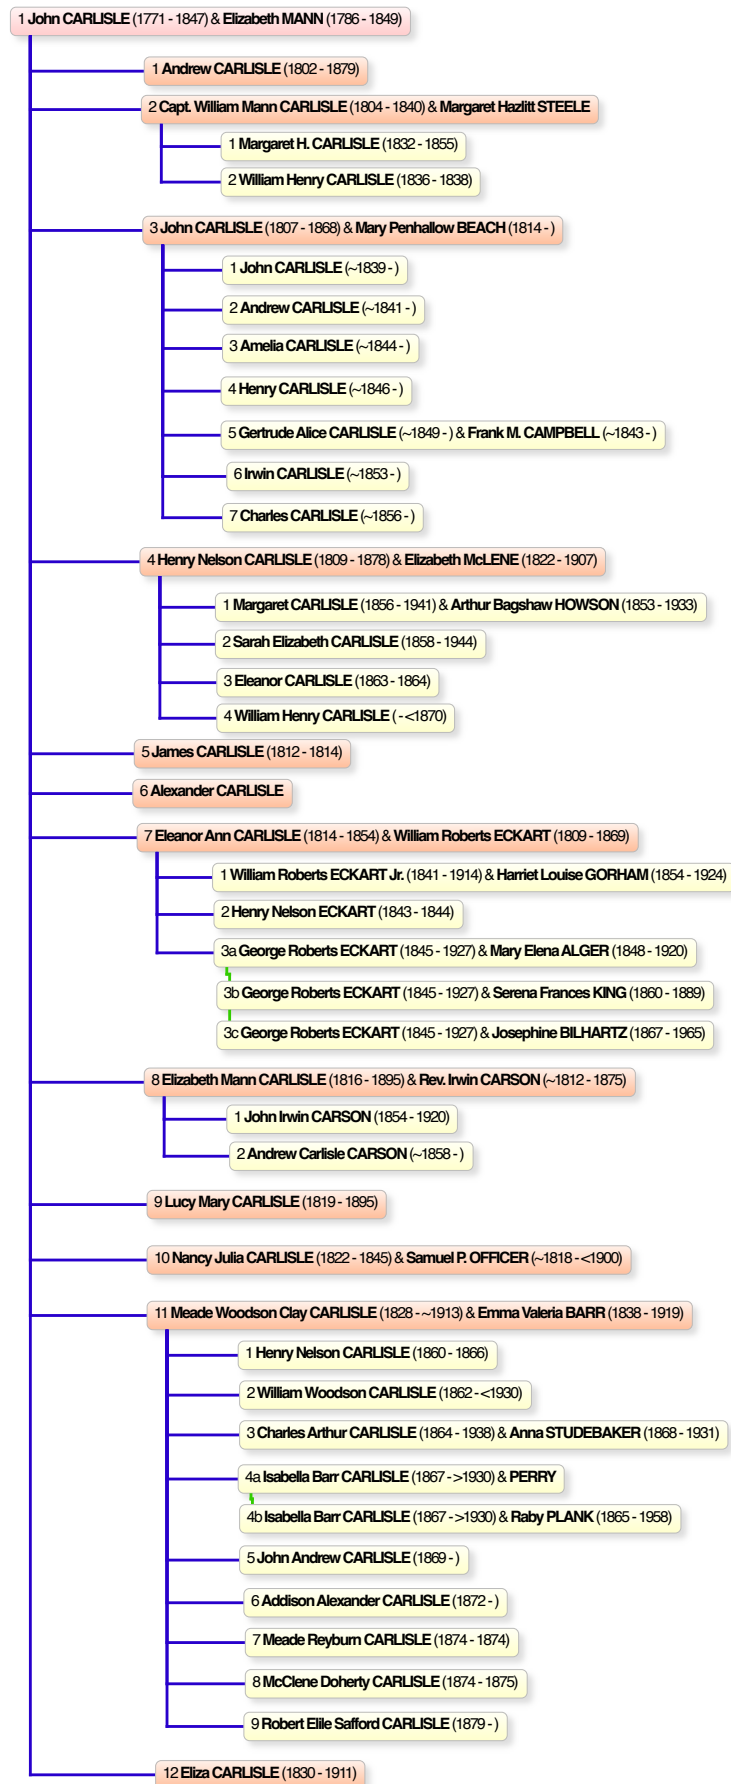 1 John CARLISLE (1771 - 1847) & Elizabeth MANN (1786 - 1849)
1 Andrew CARLISLE (1802 - 1879)
2 Capt. William Mann CARLISLE (1804 - 1840) & Margaret Hazlitt STEELE
1 Margaret H. CARLISLE (1832 - 1855)
2 William Henry CARLISLE (1836 - 1838)
3 John CARLISLE (1807 - 1868) & Mary Penhallow BEACH (1814 - )
1 John CARLISLE (~1839 - )
2 Andrew CARLISLE (~1841 - )
3 Amelia CARLISLE (~1844 - )
4 Henry CARLISLE (~1846 - )
5 Gertrude Alice CARLISLE (~1849 - ) & Frank M. CAMPBELL (~1843 - )
6 Irwin CARLISLE (~1853 - )
7 Charles CARLISLE (~1856 - )
4 Henry Nelson CARLISLE (1809 - 1878) & Elizabeth McLENE (1822 - 1907)
1 Margaret CARLISLE (1856 - 1941) & Arthur Bagshaw HOWSON (1853 - 1933)
2 Sarah Elizabeth CARLISLE (1858 - 1944)
3 Eleanor CARLISLE (1863 - 1864)
4 William Henry CARLISLE ( - <1870)
5 James CARLISLE (1812 - 1814)
6 Alexander CARLISLE
7 Eleanor Ann CARLISLE (1814 - 1854) & William Roberts ECKART (1809 - 1869)
1 William Roberts ECKART Jr. (1841 - 1914) & Harriet Louise GORHAM (1854 - 1924)
2 Henry Nelson ECKART (1843 - 1844)
3a George Roberts ECKART (1845 - 1927) & Mary Elena ALGER (1848 - 1920)
3b George Roberts ECKART (1845 - 1927) & Serena Frances KING (1860 - 1889)
3c George Roberts ECKART (1845 - 1927) & Josephine BILHARTZ (1867 - 1965)
8 Elizabeth Mann CARLISLE (1816 - 1895) & Rev. Irwin CARSON (~1812 - 1875)
1 John Irwin CARSON (1854 - 1920)
2 Andrew Carlisle CARSON (~1858 - )
9 Lucy Mary CARLISLE (1819 - 1895)
10 Nancy Julia CARLISLE (1822 - 1845) & Samuel P. OFFICER (~1818 - <1900)
11 Meade Woodson Clay CARLISLE (1828 - ~1913) & Emma Valeria BARR (1838 - 1919)
1 Henry Nelson CARLISLE (1860 - 1866)
2 William Woodson CARLISLE (1862 - <1930)
3 Charles Arthur CARLISLE (1864 - 1938) & Anna STUDEBAKER (1868 - 1931)
4a Isabella Barr CARLISLE (1867 - >1930) & PERRY
4b Isabella Barr CARLISLE (1867 - >1930) & Raby PLANK (1865 - 1958)
5 John Andrew CARLISLE (1869 - )
6 Addison Alexander CARLISLE (1872 - )
7 Meade Reyburn CARLISLE (1874 - 1874)
8 McClene Doherty CARLISLE (1874 - 1875)
9 Robert Elile Safford CARLISLE (1879 - )
12 Eliza CARLISLE (1830 - 1911)